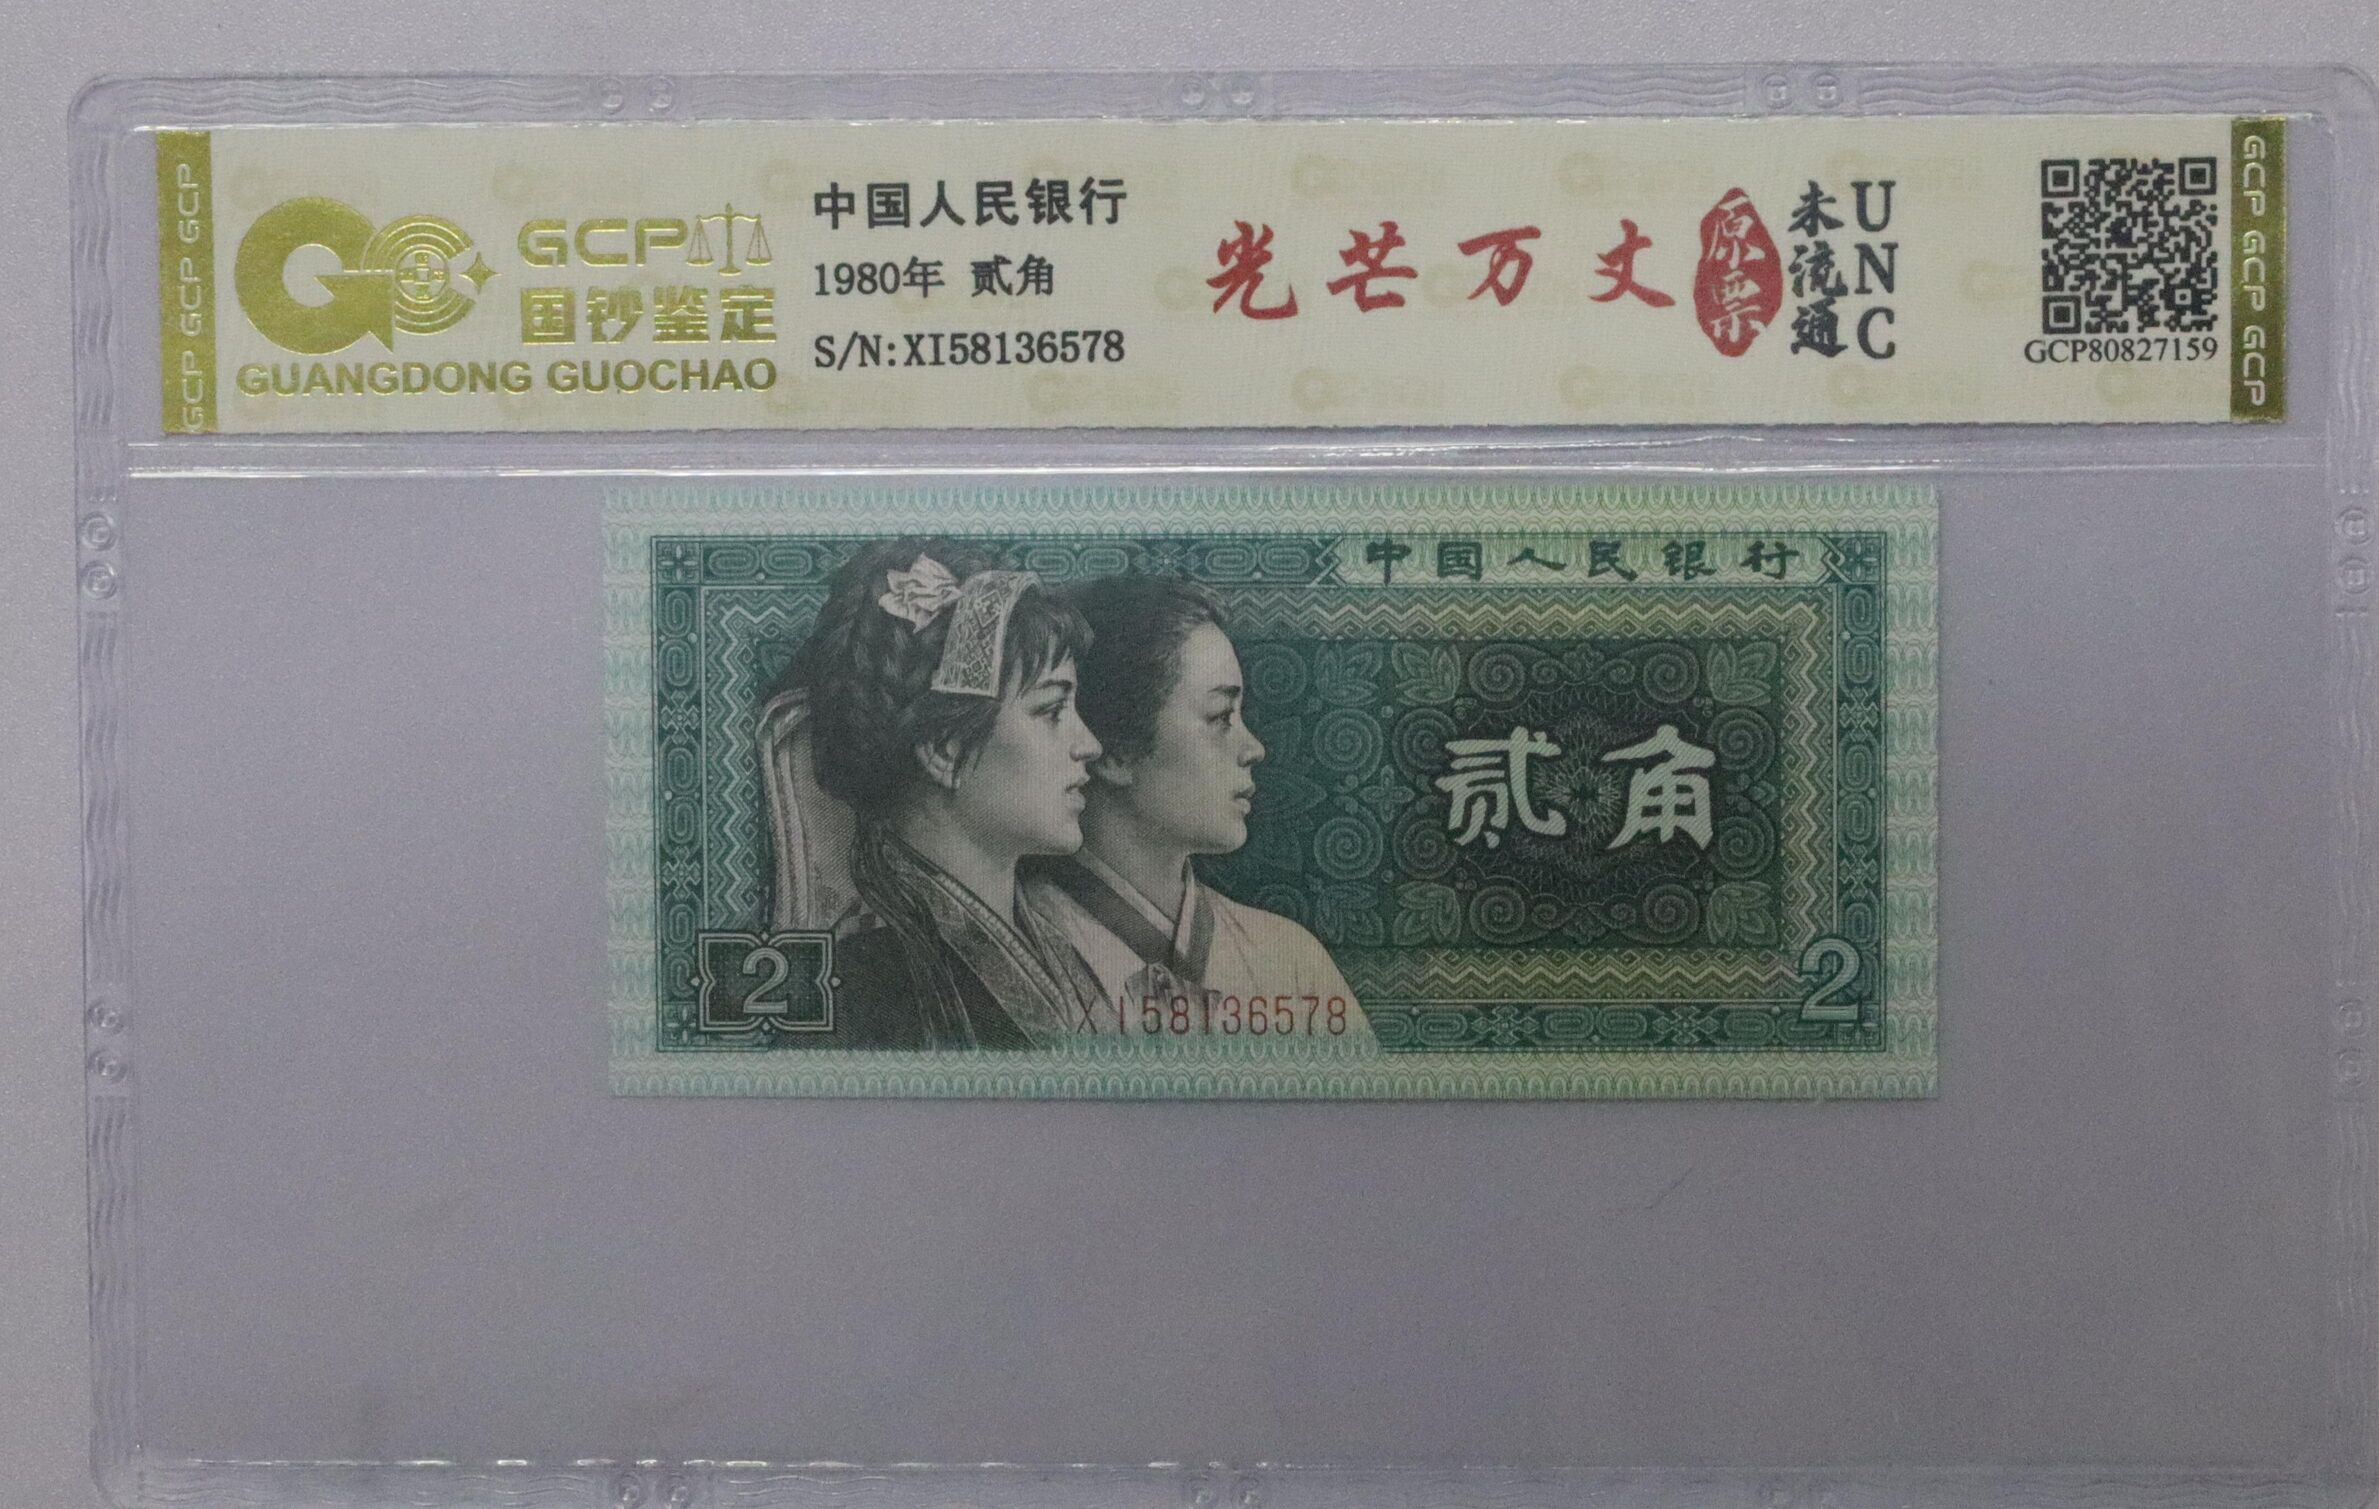 GCP GCP GCP
GCP
国钞鉴定
GUANGDONG GUOCHAO
中国人民银行
1980年 贰角
S/N:XI58136578
光芒万丈
原票
未流通
UNC
GCP80827159
GCP GCP GCP
中国人民银行
贰角
2
XI58136578
2